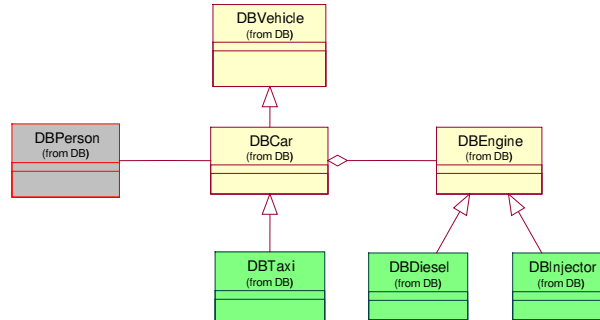 DBVehicle
(from DB)
DBPerson
(from DB)
DBCar
(from DB)
DBEngine
(from DB)
DBTaxi
(from DB)
DBDiesel
(from DB)
DBInjector
(from DB)